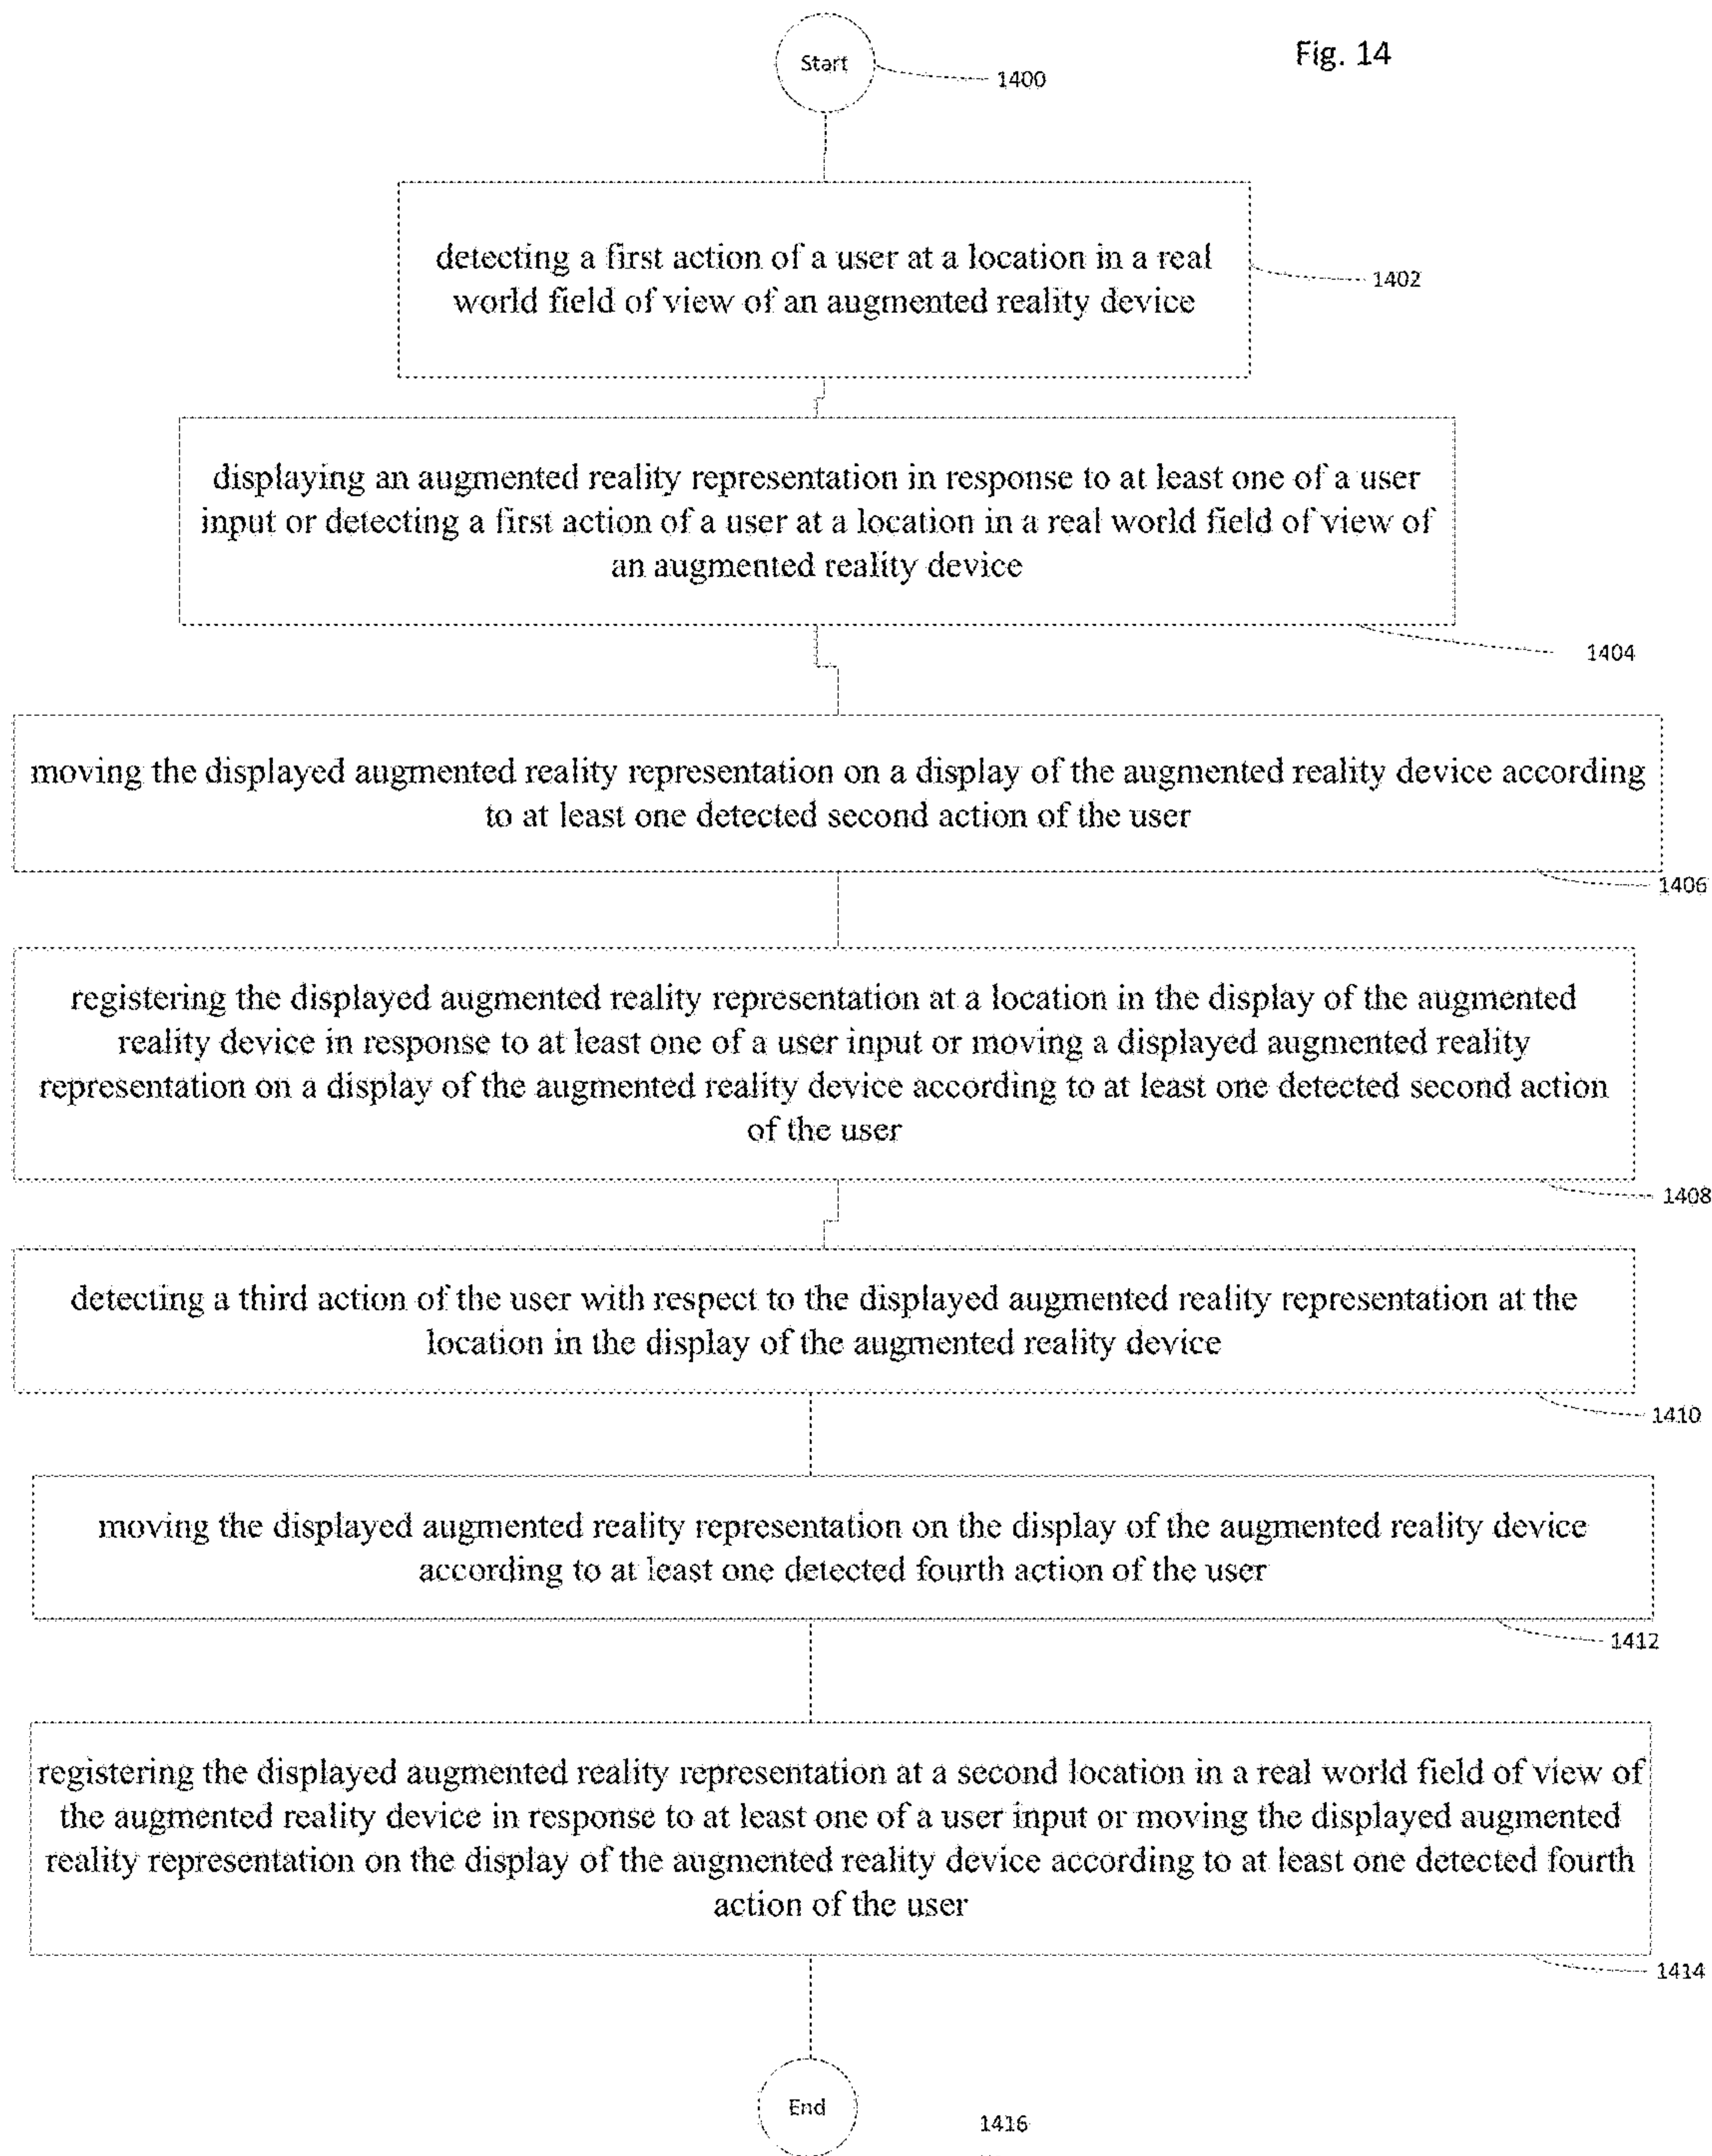 Fig. 14
Start
1400
detecting a first action of a user at a location in a real
world field of view of an augmented reality device
1402
displaying an augmented reality representation in response to at least one of a user
input or detecting a first action of a user at a location in a real world field of view of
an augmented reality device
1404
moving the displayed augmented reality representation on a display of the augmented reality device according
to at least one detected second action of the user
1406
registering the displayed augmented reality representation at a location in the display of the augmented
reality device in response to at least one of a user input or moving a displayed augmented reality
representation on a display of the augmented reality device according to at least one detected second action
of the user
1408
detecting a third action of the user with respect to the displayed augmented reality representation at the
location in the display of the augmented reality device
1410
moving the displayed augmented reality representation on the display of the augmented reality device
according to at least one detected fourth action of the user
1412
registering the displayed augmented reality representation at a second location in a real world field of view of
the augmented reality device in response to at least one of a user input or moving the displayed augmented
reality representation on the display of the augmented reality device according to at least one detected fourth
action of the user
1414
End
1416